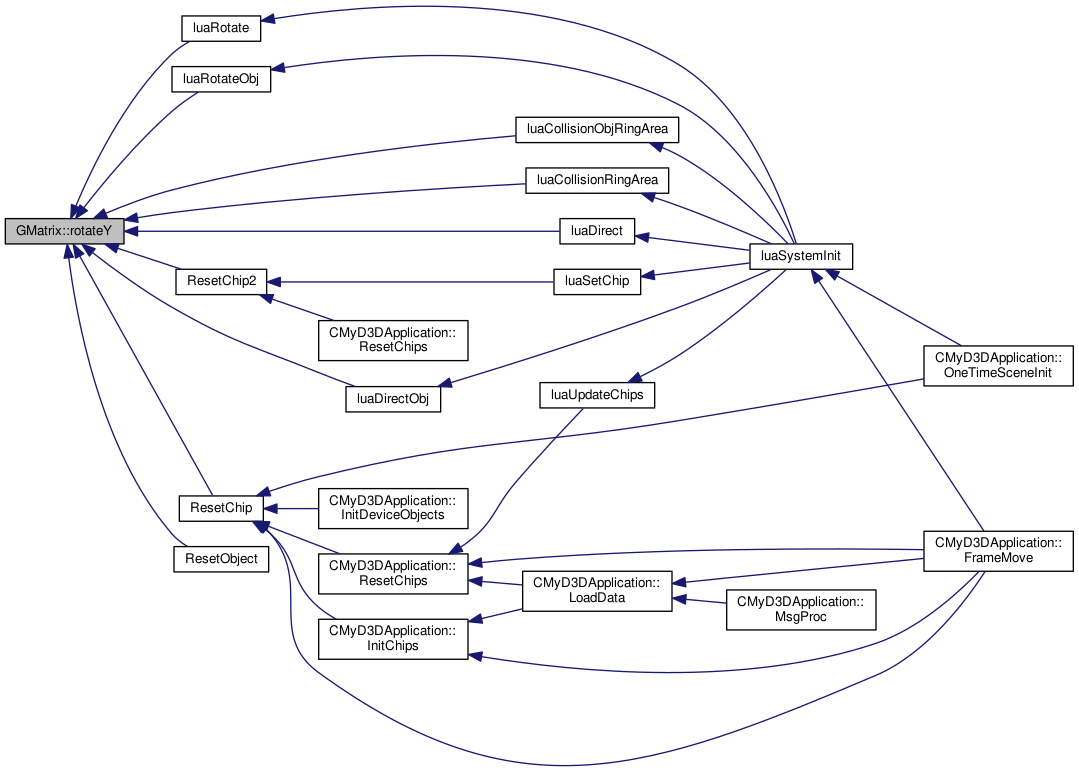 luaRotate
luaRotateObj
luaCollisionObjRingArea
luaCollisionRingArea
GMatrix::rotateY
luaDirect
luaSystemInit
ResetChip2
luaSetChip
CMyD3DApplication::
ResetChips
CMyD3DApplication::
OneTimeSceneInit
luaDirectObj
luaUpdateChips
ResetChip
CMyD3DApplication::
InitDeviceObjects
ResetObject
CMyD3DApplication::
ResetChips
CMyD3DApplication::
FrameMove
CMyD3DApplication::
LoadData
CMyD3DApplication::
MsgProc
CMyD3DApplication::
InitChips